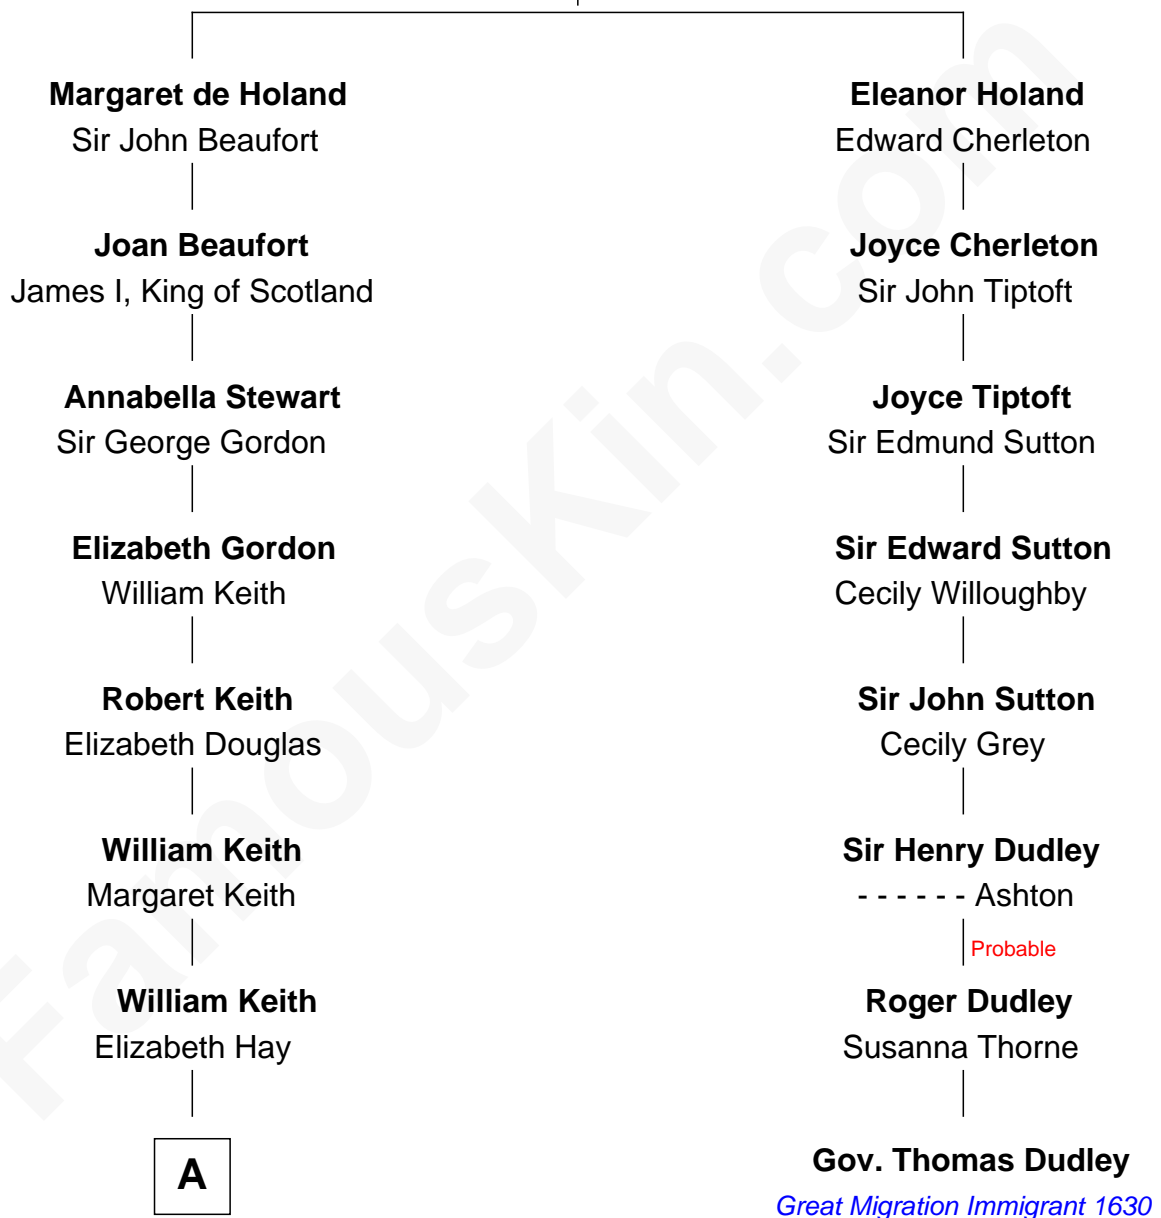 Margaret de Holand
Sir John Beaufort
Joan Beaufort
James I, King of Scotland
Annabella Stewart
Sir George Gordon
Elizabeth Gordon
William Keith
Robert Keith
Elizabeth Douglas
William Keith
Margaret Keith
William Keith
Elizabeth Hay
A
Eleanor Holand
Edward Cherleton
Joyce Cherleton
Sir John Tiptoft
Joyce Tiptoft
Sir Edmund Sutton
Sir Edward Sutton
Cecily Willoughby
Sir John Sutton
Cecily Grey
Sir Henry Dudley
- - - - - - Ashton
Probable
Roger Dudley
Susanna Thorne
Gov. Thomas Dudley
Great Migration Immigrant 1630
FamousKin.com